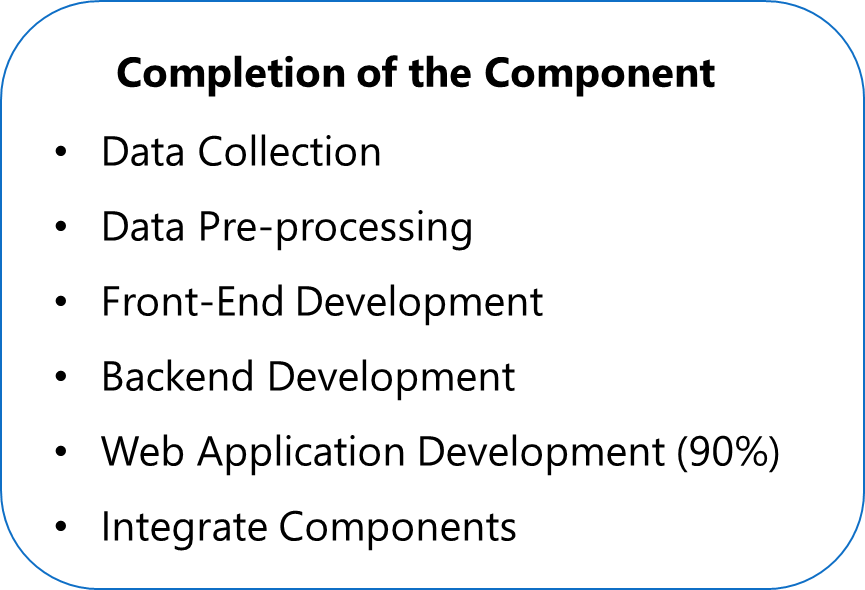 Completion of the Component
• Data Collection
• Data Pre-processing
• Front-End Development
• Backend Development
• Web Application Development (90%)
• Integrate Components